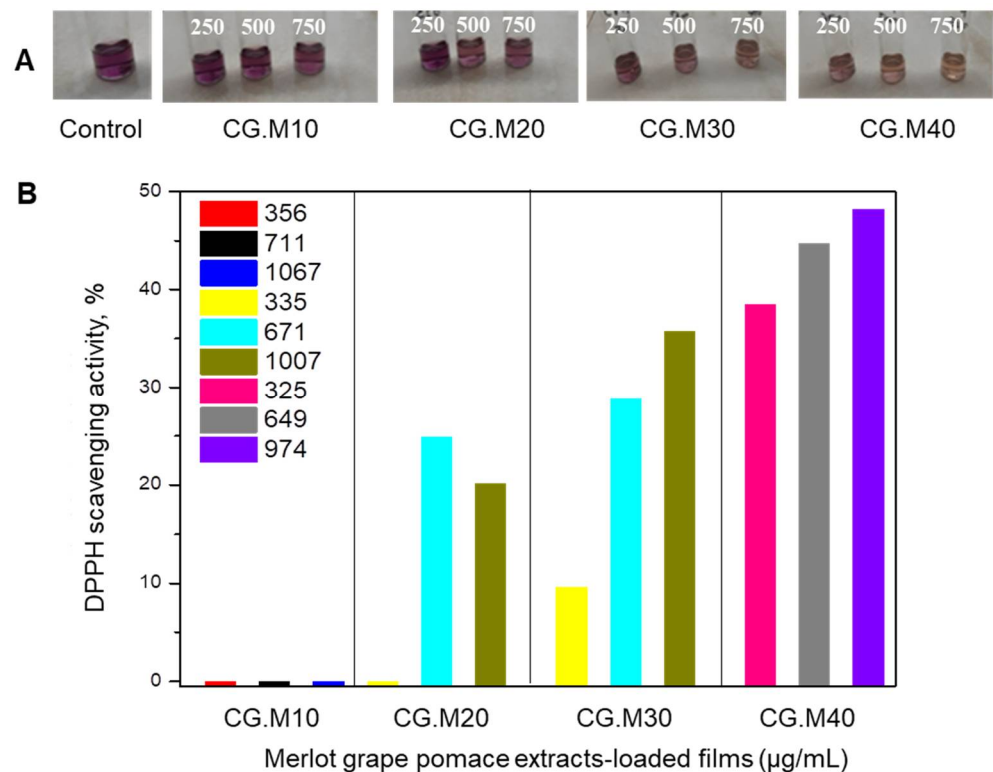 A
250 500 750
250 500 750
250 500 750
250 500 750
Control CG.M10 CG.M20 CG.M30 CG.M40
B
DPPH scavenging activity, %
50
40
30
20
10
0
356
711
1067
335
671
1007
325
649
974
CG.M10 CG.M20 CG.M30 CG.M40
Merlot grape pomace extracts-loaded films (µg/mL)